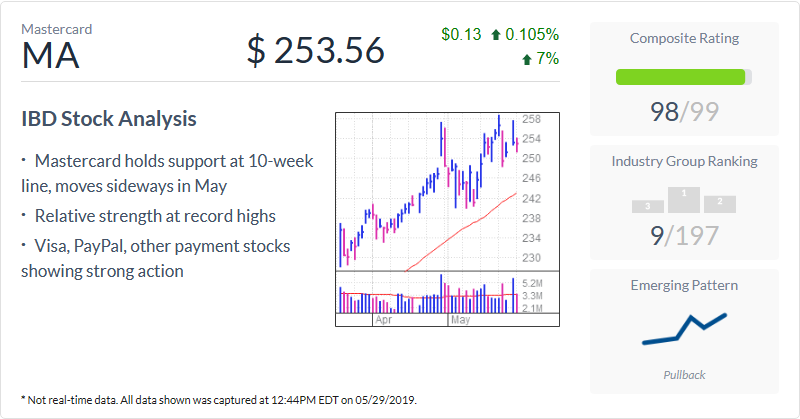 Mastercard
MA
$ 253.56
$0.13 0.105%
7%
IBD Stock Analysis
• Mastercard holds support at 10-week
line, moves sideways in May
• Relative strength at record highs
• Visa, PayPal, other payment stocks
showing strong action
258
254
250
246
242
238
234
230
5.2M
3.3M
2.1M
Apr
May
Composite Rating
98/99
Industry Group Ranking
3
1
2
9/197
Emerging Pattern
Pullback
* Not real-time data. All data shown was captured at 12:44PM EDT on 05/29/2019.